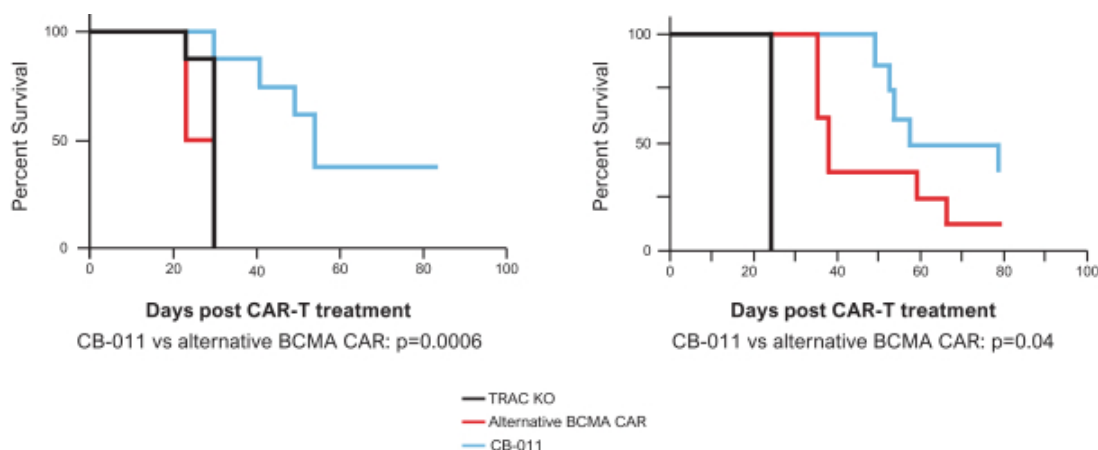 Percent Survival
100
50
0
0 20 40 60 80 100
Days post CAR-T treatment
CB-011 vs alternative BCMA CAR: p=0.0006
Percent Survival
100
50
0
0 20 40 60 80 100
Days post CAR-T treatment
CB-011 vs alternative BCMA CAR: p=0.04
TRAC KO
Alternative BCMA CAR
CB-011